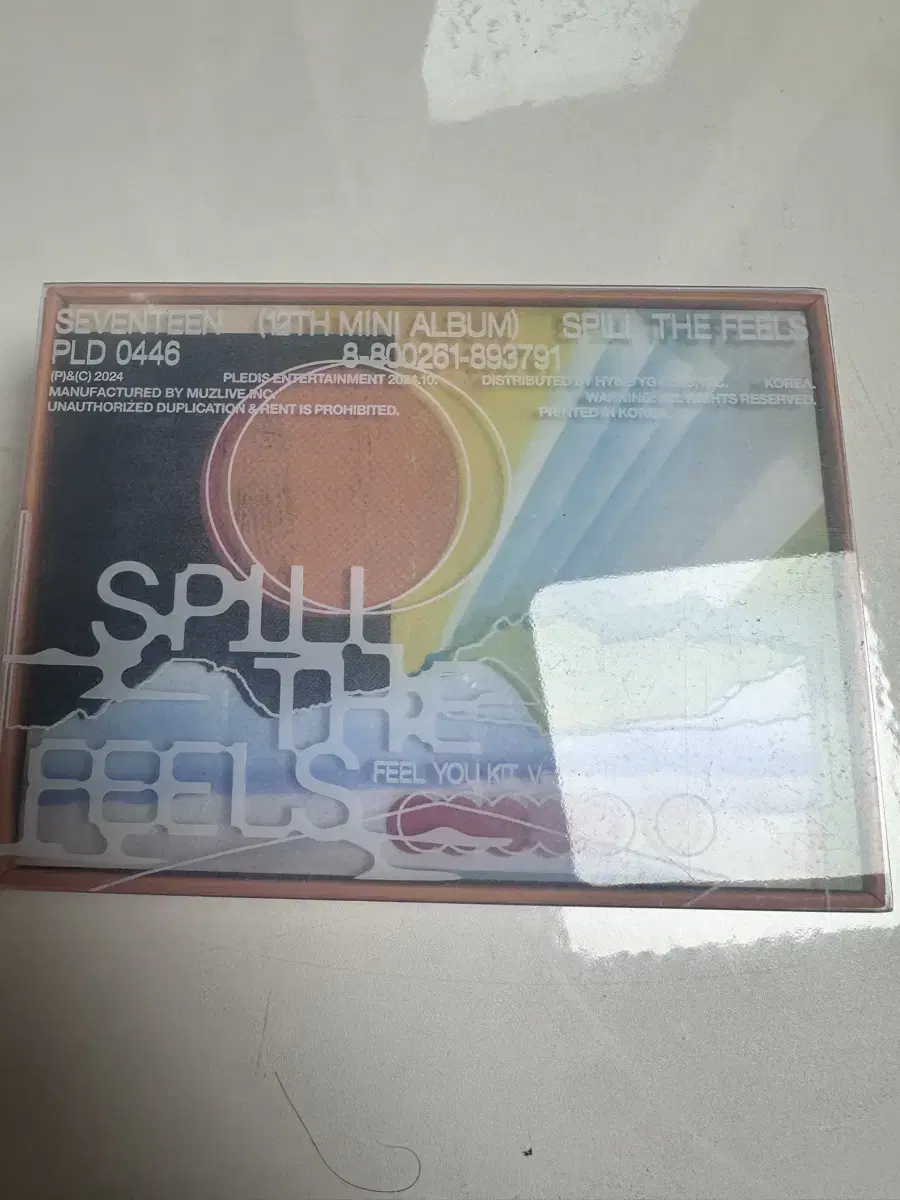 SEVENTEEN (12TH MINI ALBUM) SPILL THE FEELS
PLD 0446 8-800261-893791
(P)&(C) 2024 PLEDIS ENTERTAINMENT 2024.10. DISTRIBUTED BY KOREA.
MANUFACTURED BY MUZLIVE INC. WARNING: ALL RIGHTS RESERVED.
UNAUTHORIZED DUPLICATION & RENT IS PROHIBITED. PRINTED IN KOREA.
SPILL
THE
FEELS
FEEL YOU KIT